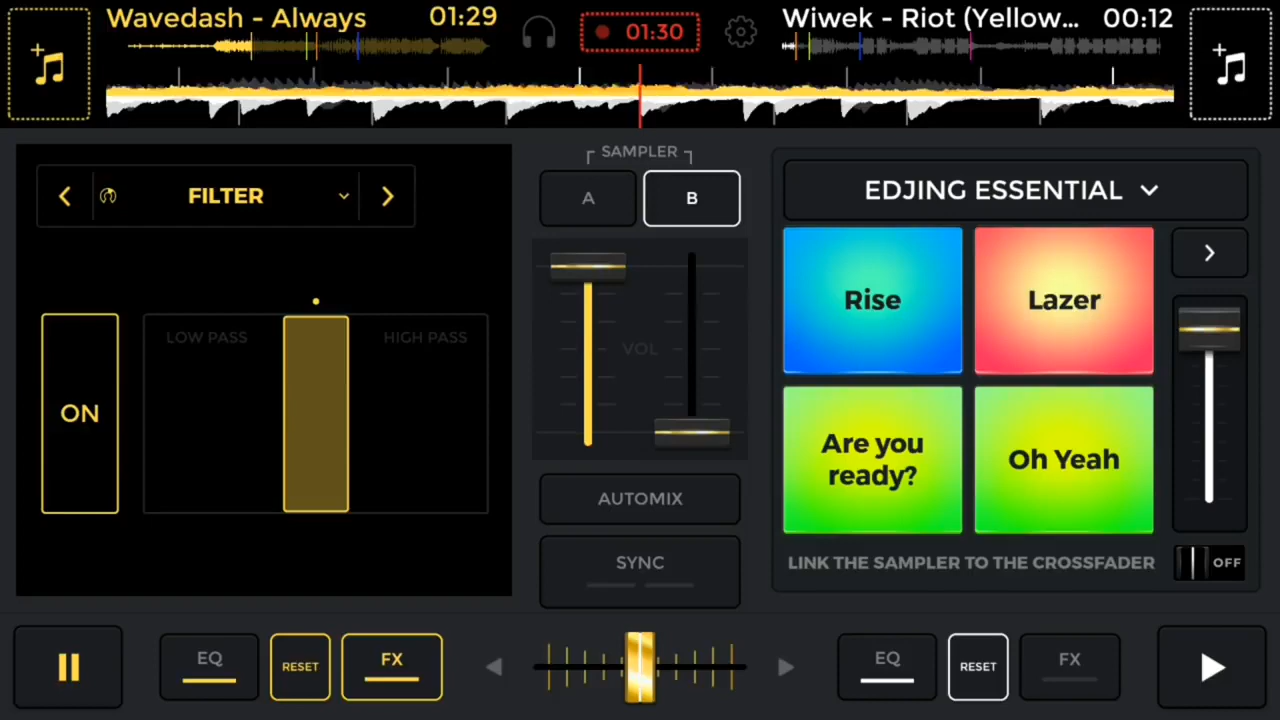 Wavedash - Always
01:29
01:30
Wiwek - Riot (Yellow...
00:12
SAMPLER
A
B
FILTER
LOW PASS
HIGH PASS
ON
VOL
AUTOMIX
SYNC
EDJING ESSENTIAL
Rise
Lazer
Are you
ready?
Oh Yeah
LINK THE SAMPLER TO THE CROSSFADER
OFF
EQ
RESET
FX
EQ
RESET
FX